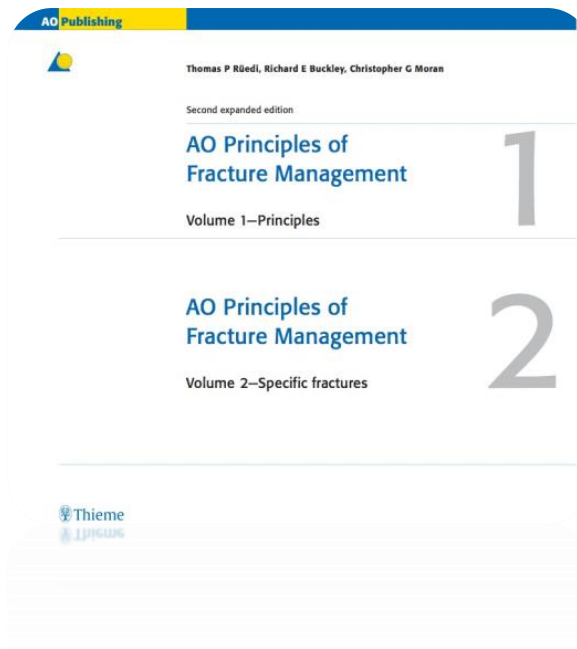 AO Publishing
Thomas P Rüedi, Richard E Buckley, Christopher G Moran
Second expanded edition
AO Principles of
Fracture Management
1
Volume 1—Principles
AO Principles of
Fracture Management
2
Volume 2—Specific fractures
Thieme